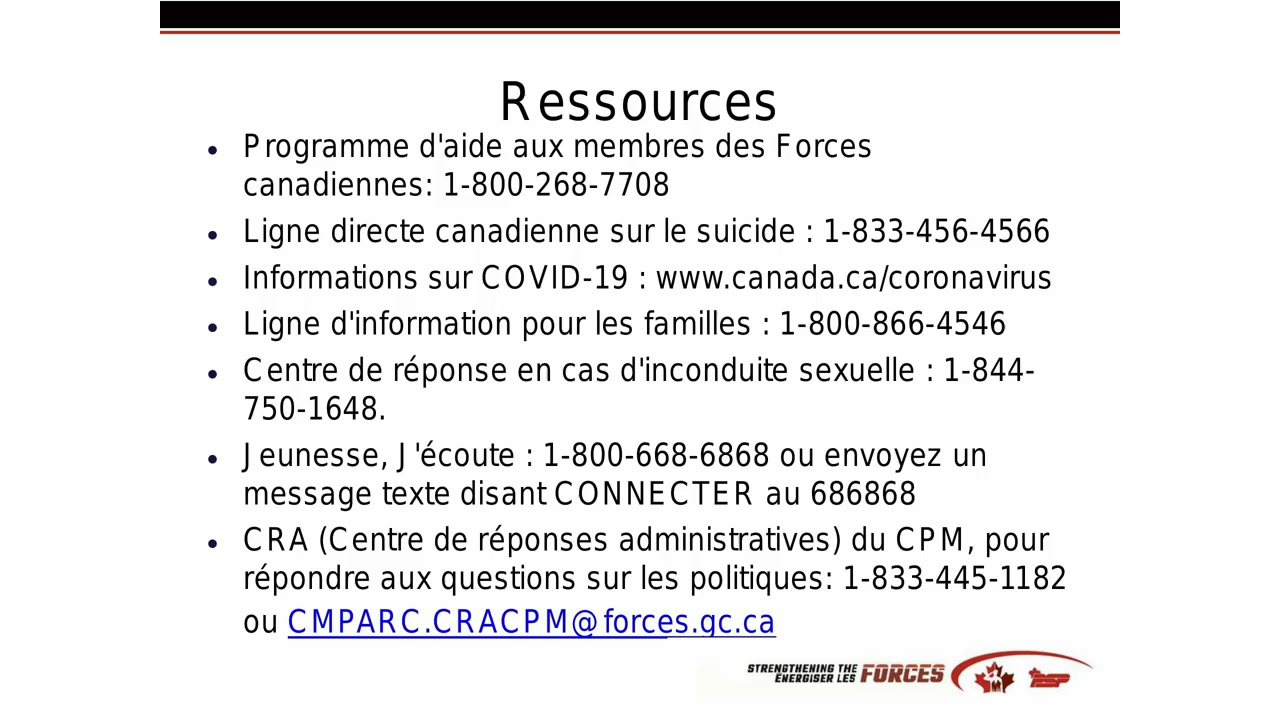 Ressources
• Programme d'aide aux membres des Forces
canadiennes: 1-800-268-7708
• Ligne directe canadienne sur le suicide : 1-833-456-4566
• Informations sur COVID-19 : www.canada.ca/coronavirus
• Ligne d'information pour les familles : 1-800-866-4546
• Centre de réponse en cas d'inconduite sexuelle : 1-844-
750-1648.
• Jeunesse, J'écoute : 1-800-668-6868 ou envoyez un
message texte disant CONNECTER au 686868
• CRA (Centre de réponses administratives) du CPM, pour
répondre aux questions sur les politiques: 1-833-445-1182
ou CMPARC.CRACPM@forces.gc.ca
STRENGTHENING THE
ENERGISER LES FORCES
PSP